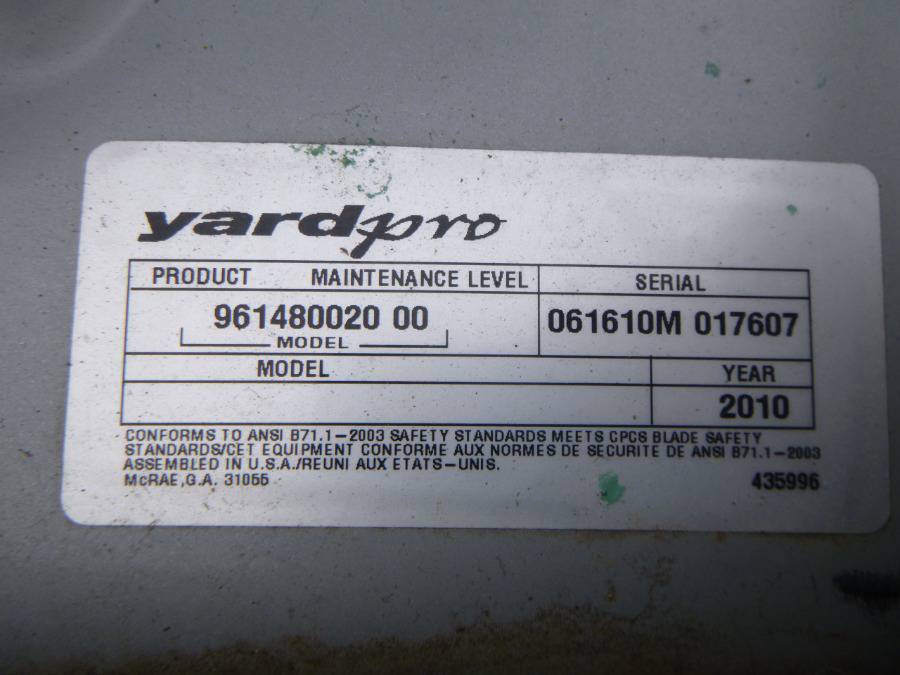 yardpro
PRODUCT MAINTENANCE LEVEL SERIAL
961480020 00 061610M 017607
MODEL
MODEL YEAR
2010
CONFORMS TO ANSI B71.1-2003 SAFETY STANDARDS MEETS CPCS BLADE SAFETY
STANDARDS/CET EQUIPMENT CONFORME AUX NORMES DE SECURITE DE ANSI B71.1-2003
ASSEMBLED IN U.S.A./REUNI AUX ETATS-UNIS.
McRAE,G.A. 31055 435996